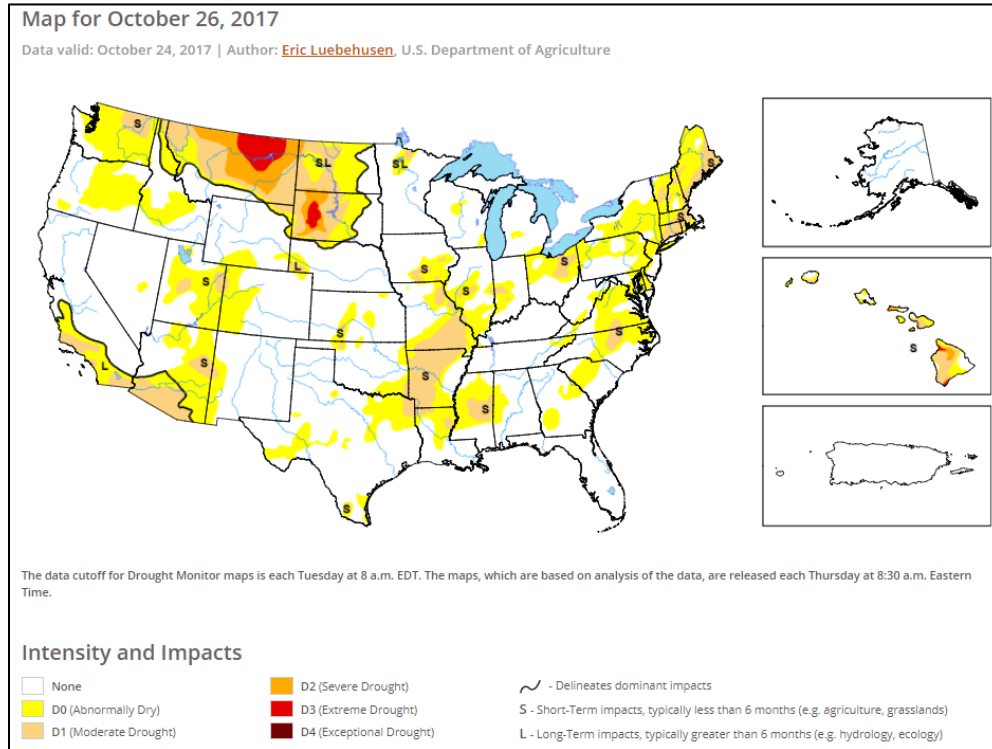 Map for October 26, 2017
Data valid: October 24, 2017 | Author: Eric Luebehusen, U.S. Department of Agriculture
S
S
SL
SL
S
S
L
S
S
S
S
S
S
S
L
S
S
S
S
S
The data cutoff for Drought Monitor maps is each Tuesday at 8 a.m. EDT. The maps, which are based on analysis of the data, are released each Thursday at 8:30 a.m. Eastern
Time.
Intensity and Impacts
None
D0 (Abnormally Dry)
D1 (Moderate Drought)
D2 (Severe Drought)
D3 (Extreme Drought)
D4 (Exceptional Drought)
- Delineates dominant impacts
S - Short-Term impacts, typically less than 6 months (e.g. agriculture, grasslands)
L - Long-Term impacts, typically greater than 6 months (e.g. hydrology, ecology)